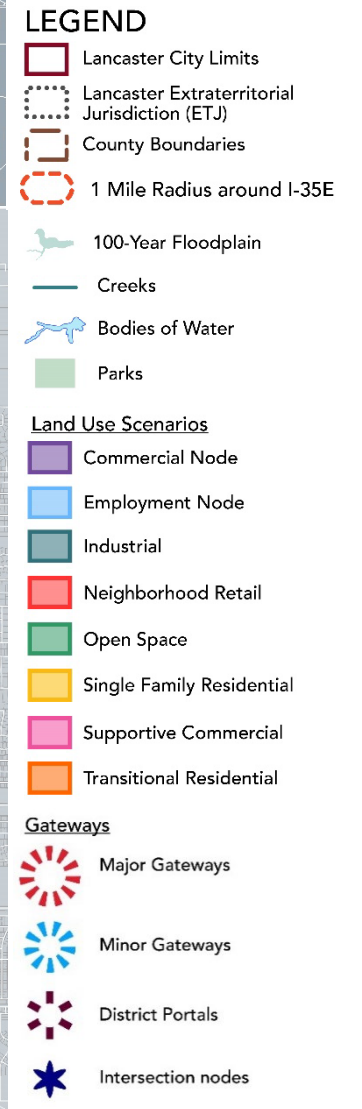 LEGEND
Lancaster City Limits
Lancaster Extraterritorial
Jurisdiction (ETJ)
County Boundaries
1 Mile Radius around I-35E
100-Year Floodplain
Creeks
Bodies of Water
Parks
Land Use Scenarios
Commercial Node
Employment Node
Industrial
Neighborhood Retail
Open Space
Single Family Residential
Supportive Commercial
Transitional Residential
Gateways
Major Gateways
Minor Gateways
District Portals
Intersection nodes